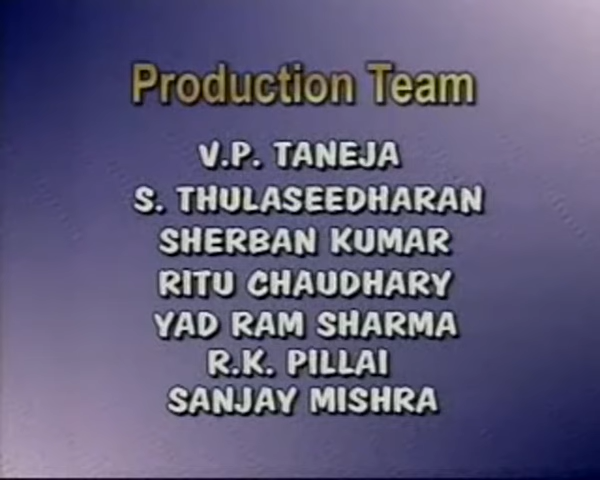 Production Team
V.P. TANEJA
S. THULASEEDHARAN
SHERBAN KUMAR
RITU CHAUDHARY
YAD RAM SHARMA
R.K. PILLAI
SANJAY MISHRA